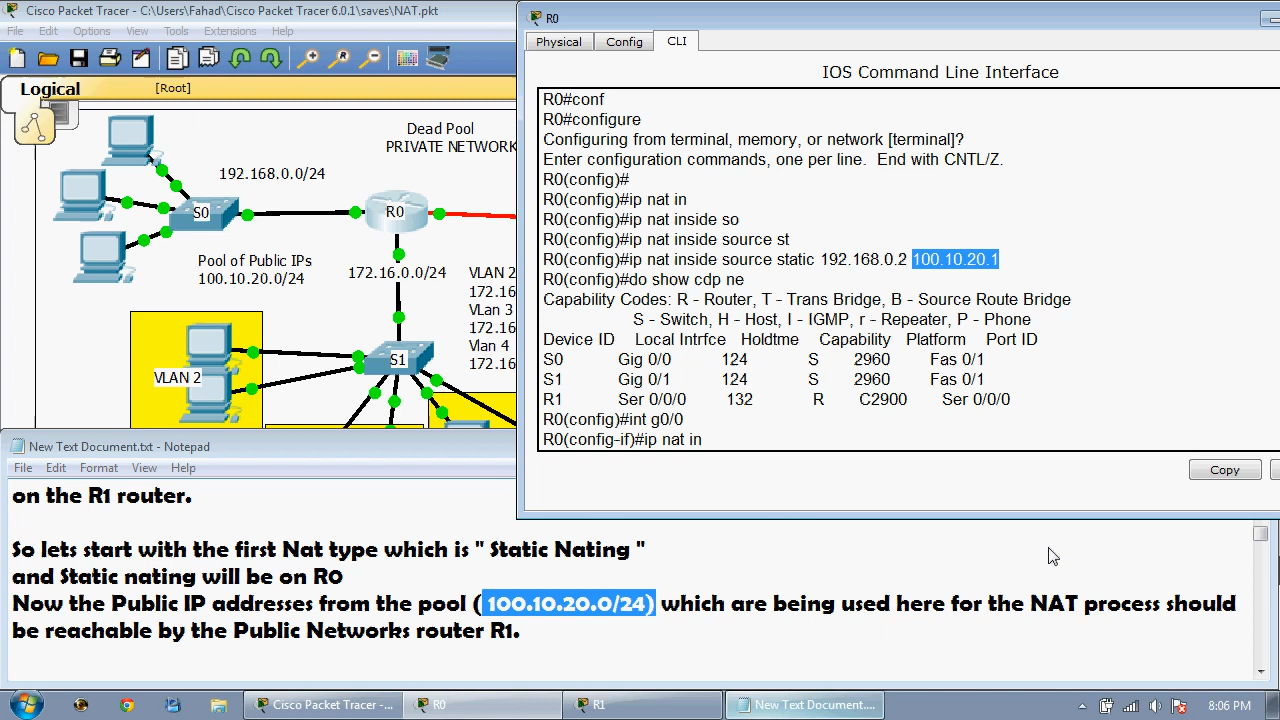 Cisco Packet Tracer - C:\Users\Fahad\Cisco Packet Tracer 6.0.1\saves\NAT.pkt
File Edit Options View Tools Extensions Help
Logical
[Root]
Dead Pool
PRIVATE NETWORK
192.168.0.0/24
S0
R0
Pool of Public IPs
100.10.20.0/24
172.16.0.0/24
VLAN 2
172.16
VLan 3
172.16
Vlan 4
172.16
S1
VLAN 2
R0
Physical Config CLI
IOS Command Line Interface
R0#conf
R0#configure
Configuring from terminal, memory, or network [terminal]?
Enter configuration commands, one per line. End with CNTL/Z.
R0(config)#
R0(config)#ip nat in
R0(config)#ip nat inside so
R0(config)#ip nat inside source st
R0(config)#ip nat inside source static 192.168.0.2 100.10.20.1
R0(config)#do show cdp ne
Capability Codes: R - Router, T - Trans Bridge, B - Source Route Bridge
S - Switch, H - Host, I - IGMP, r - Repeater, P - Phone
Device ID Local Intrfce Holdtme Capability Platform Port ID
S0 Gig 0/0 124 S 2960 Fas 0/1
S1 Gig 0/1 124 S 2960 Fas 0/1
R1 Ser 0/0/0 132 R C2900 Ser 0/0/0
R0(config)#int g0/0
R0(config-if)#ip nat in
Copy
New Text Document.txt - Notepad
File Edit Format View Help
on the R1 router.
So lets start with the first Nat type which is " Static Nating "
and Static nating will be on R0
Now the Public IP addresses from the pool ( 100.10.20.0/24) which are being used here for the NAT process should
be reachable by the Public Networks router R1.
Cisco Packet Tracer -... R0 R1 New Text Document.... 8:06 PM